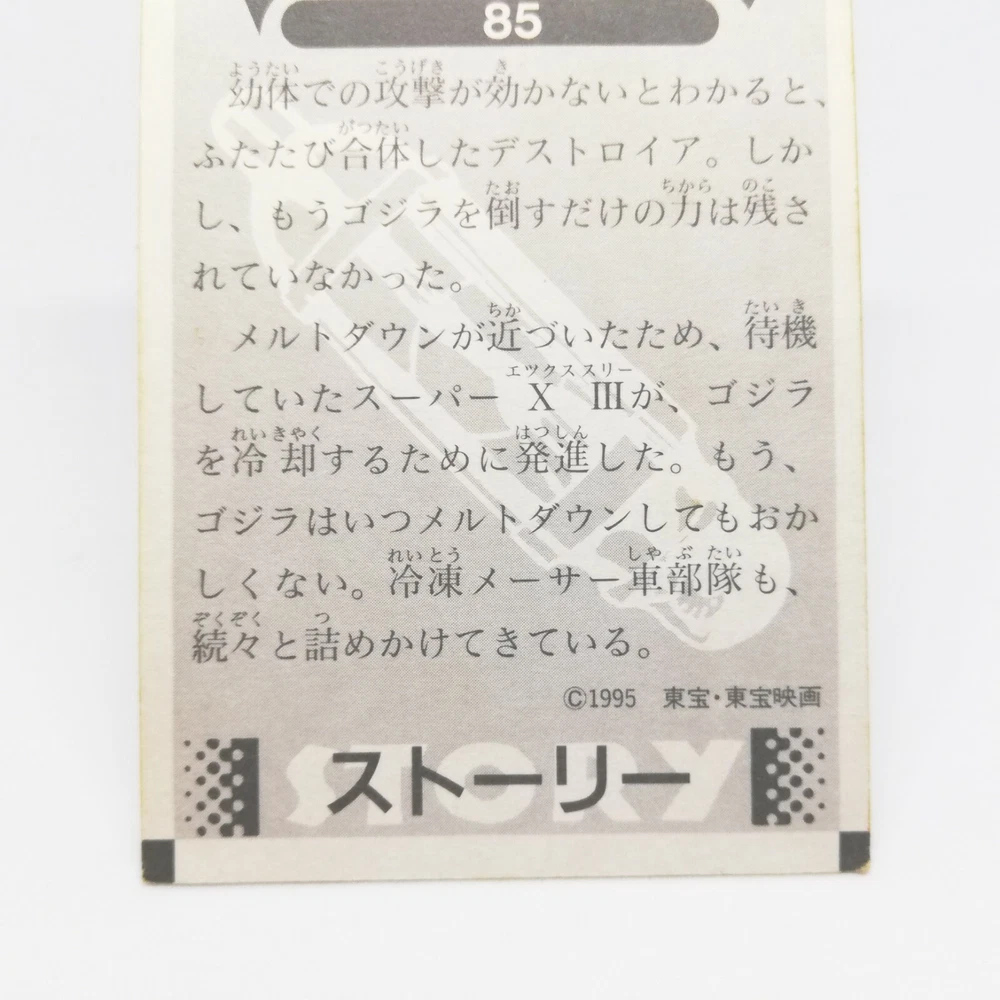 85
幼体での攻撃が効かないとわかると、
ふたたび合体したデストロイア。しか
し、もうゴジラを倒すだけの力は残さ
れていなかった。
メルトダウンが近づいたため、待機
していたスーパーX IIIが、ゴジラ
を冷却するために発進した。もう、
ゴジラはいつメルトダウンしてもおか
しくない。冷凍メーサー車部隊も、
続々と詰めかけてきている。
©1995 東宝・東宝映画
STORY
ストーリー